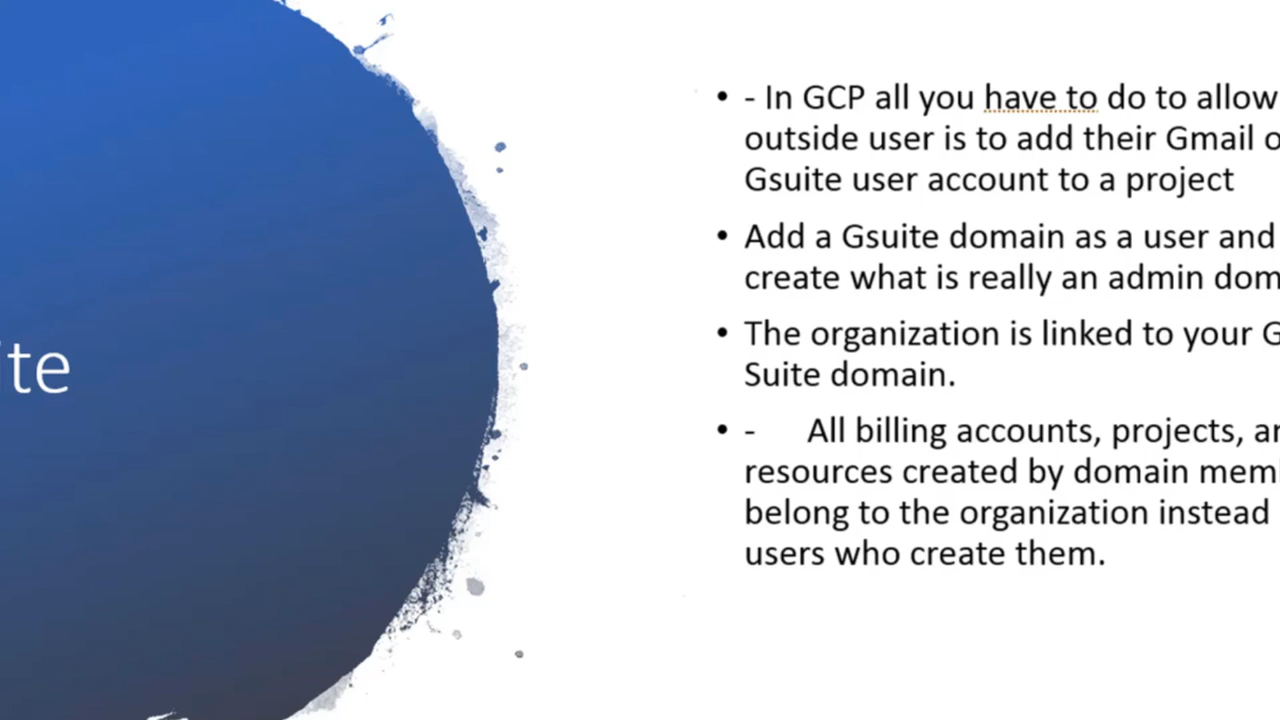 ite
- In GCP all you have to do to allow
outside user is to add their Gmail o
Gsuite user account to a project
Add a Gsuite domain as a user and
create what is really an admin dom
The organization is linked to your G
Suite domain.
- All billing accounts, projects, a
resources created by domain mem
belong to the organization instead
users who create them.